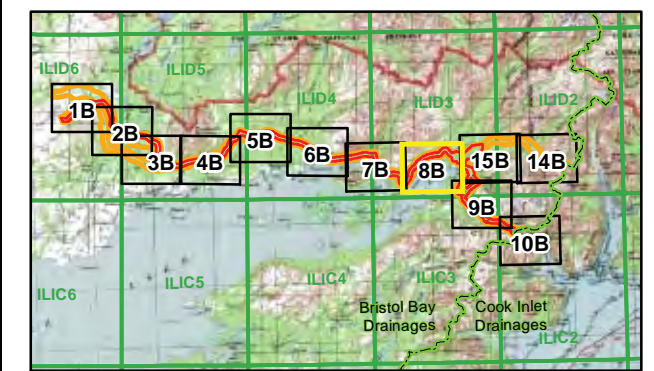 ILID6
ILID5
ILID4
ILID3
ILID2
1B
2B
3B
4B
5B
6B
7B
8B
15B
14B
9B
10B
ILIC6
ILIC5
ILIC4
ILIC3
ILIC2
Bristol Bay
Drainages
Cook Inlet
Drainages